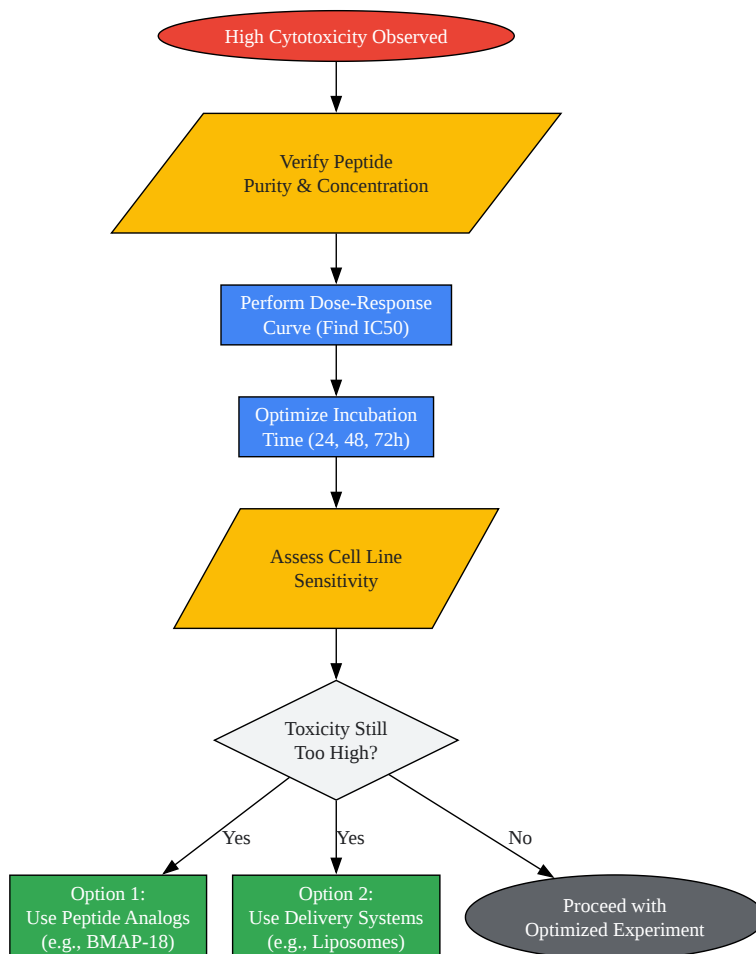 High Cytotoxicity Observed
Verify Peptide
Purity & Concentration
Perform Dose-Response
Curve (Find IC50)
Optimize Incubation
Time (24, 48, 72h)
Assess Cell Line
Sensitivity
Toxicity Still
Too High?
Yes
Yes
No
Option 1:
Use Peptide Analogs
(e.g., BMAP-18)
Option 2:
Use Delivery Systems
(e.g., Liposomes)
Proceed with
Optimized Experiment